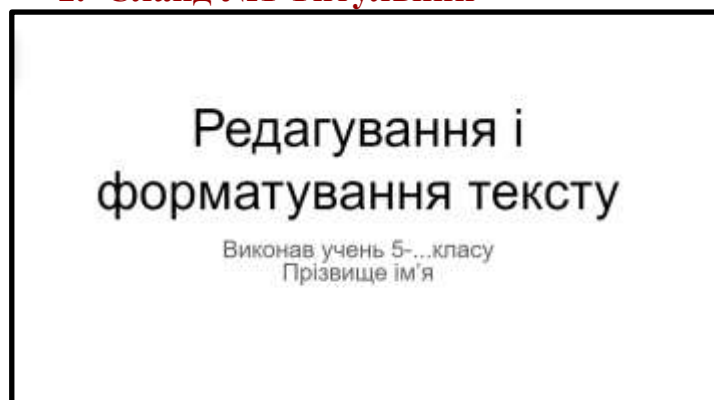 Редагування і
форматування тексту
Виконав учень 5-...класу
Прізвище ім'я